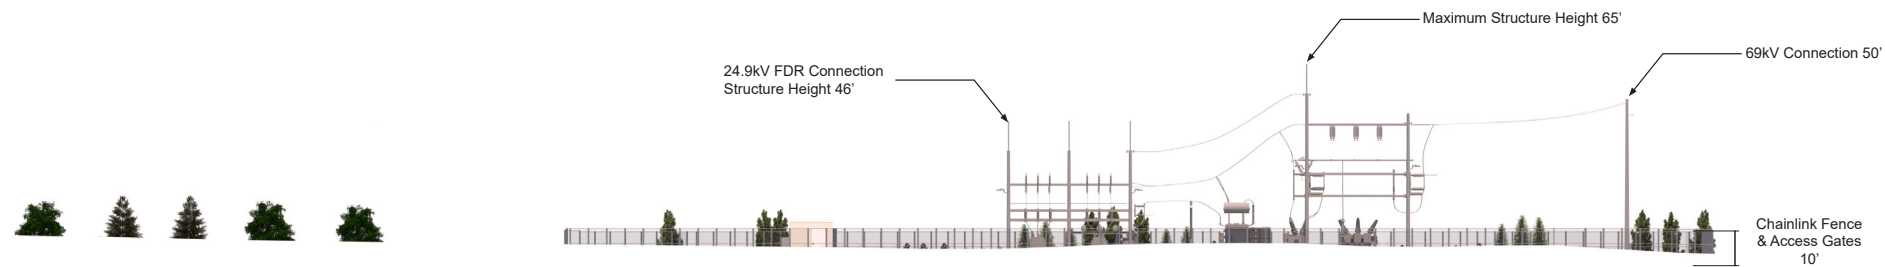 Maximum Structure Height 65’
69kV Connection 50’
24.9kV FDR Connection
Structure Height 46’
Chainlink Fence
& Access Gates
10’